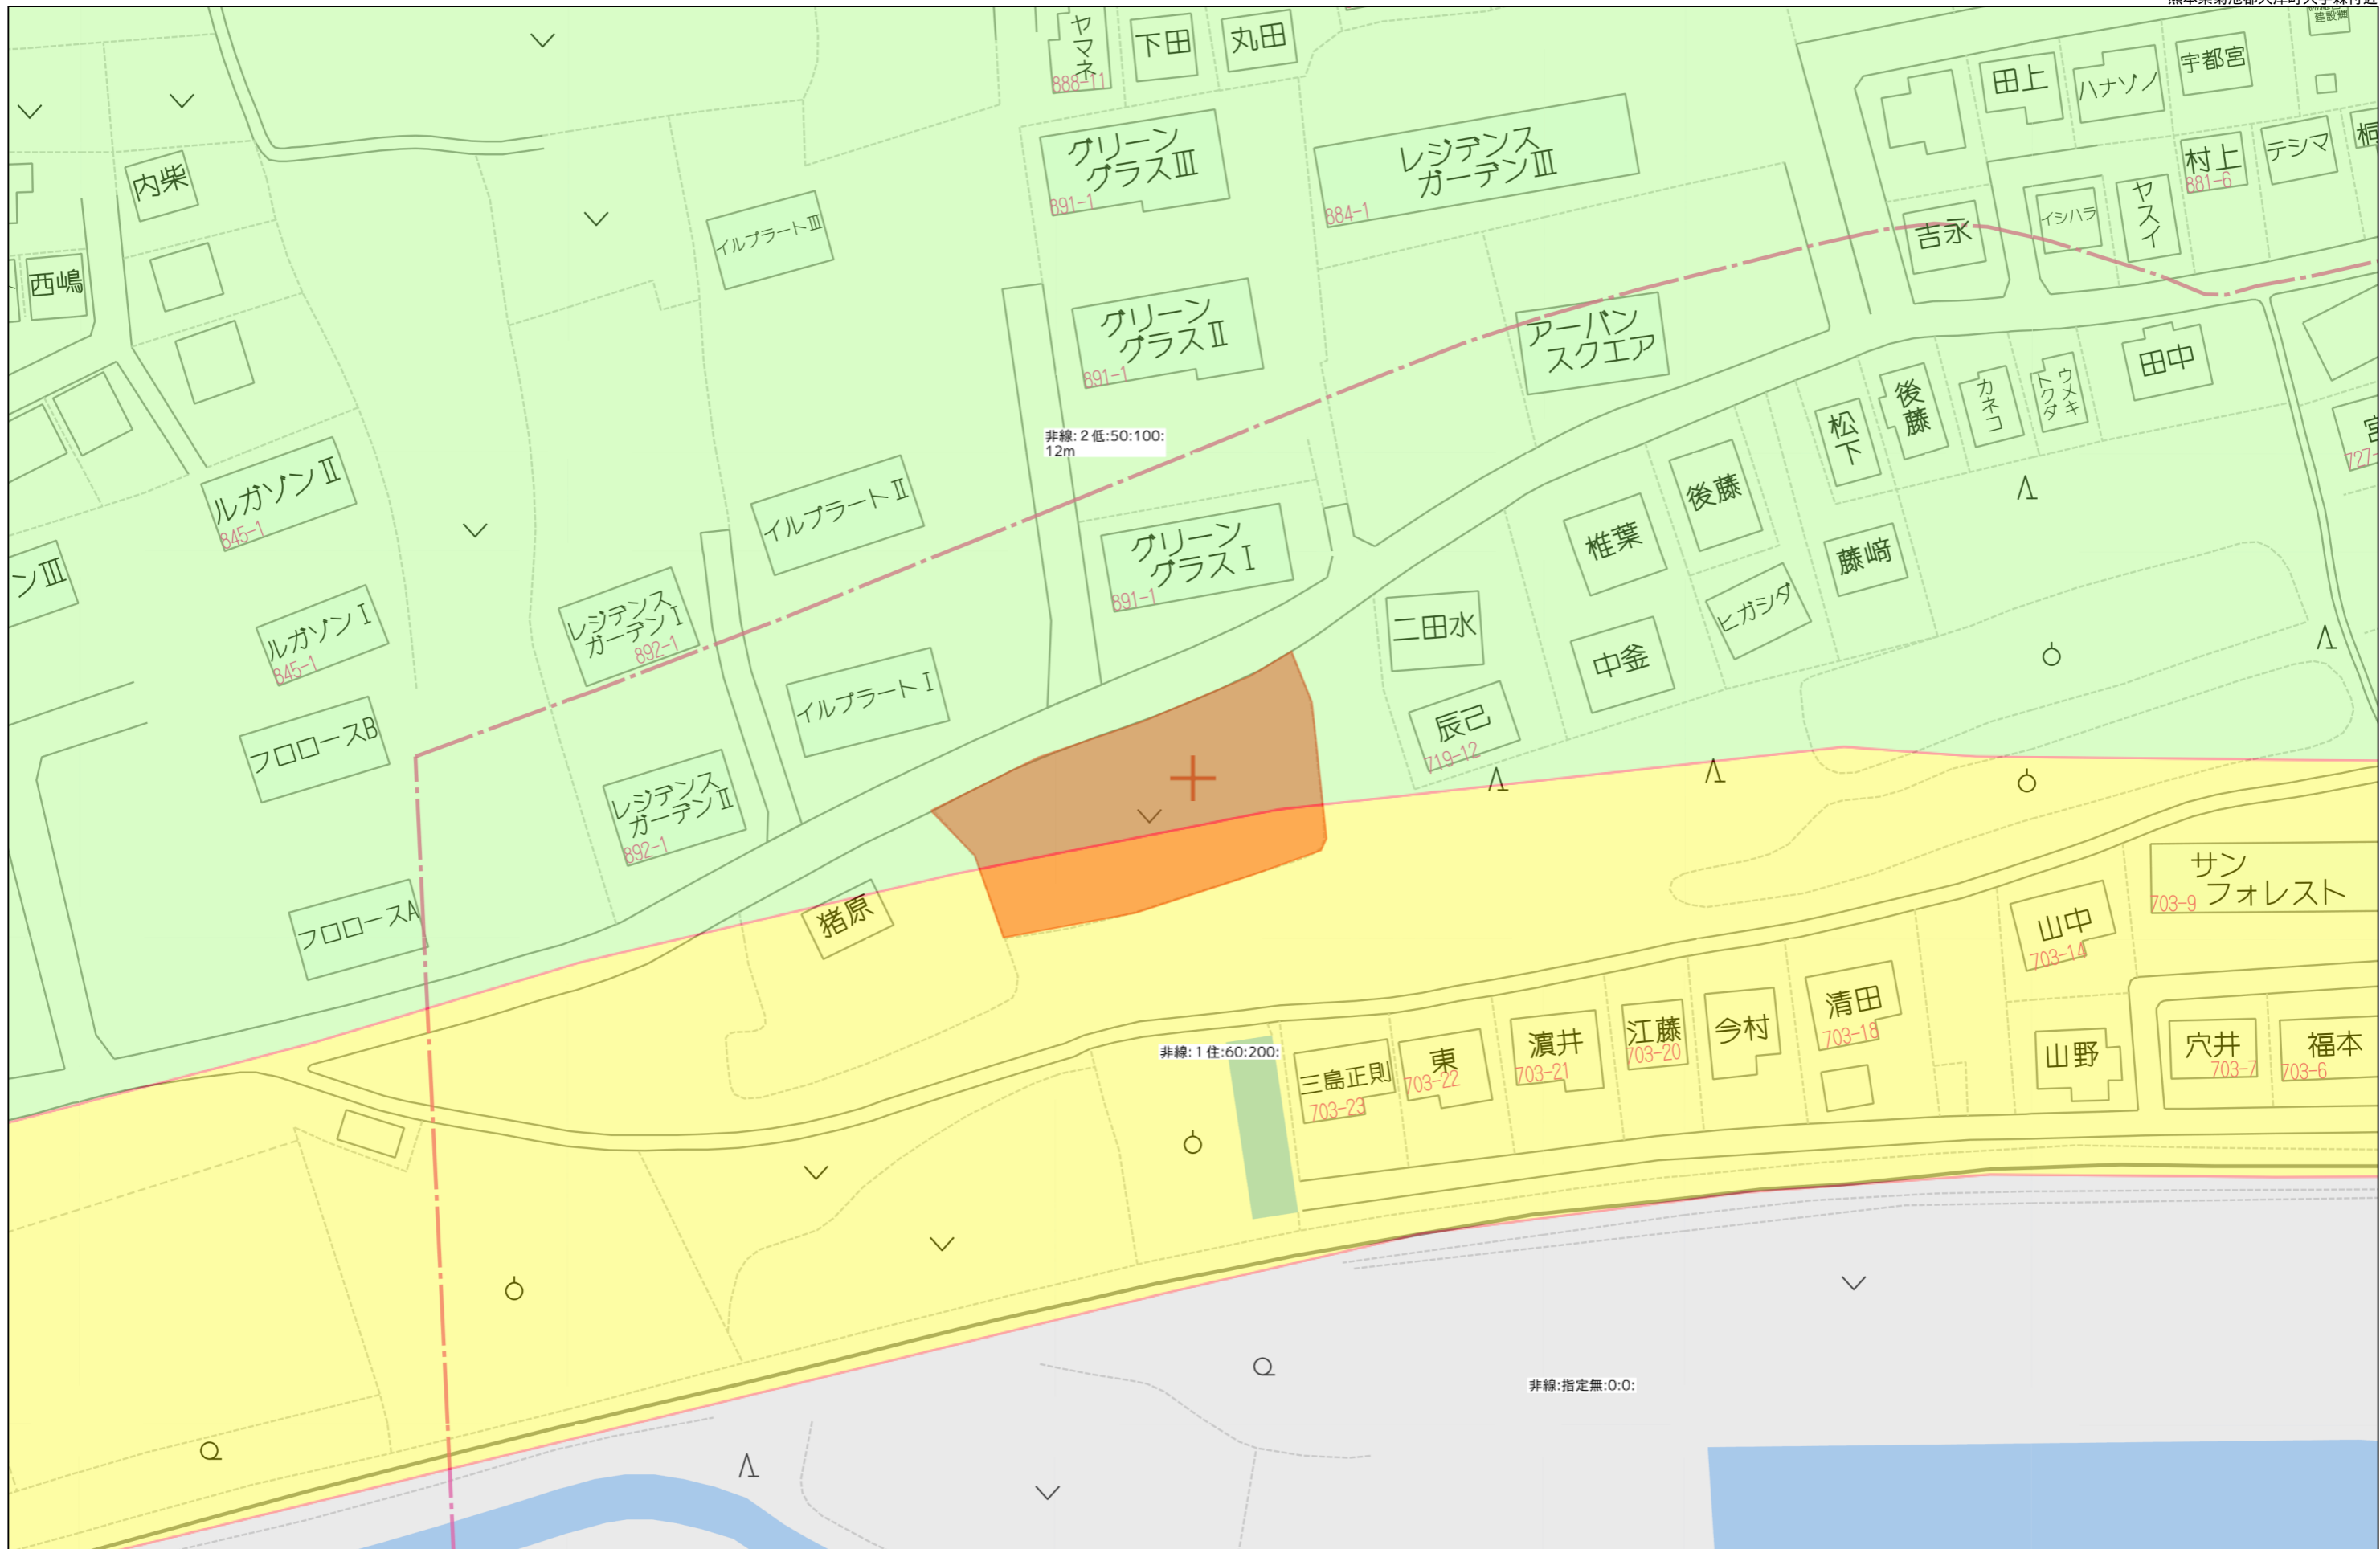 ヤマネ
888-11
下田
丸田
田上
ハナゾノ
宇都宮
内柴
グリーン
グラスⅢ
891-1
レジデンス
ガーデンⅢ
884-1
村上
881-6
テシマ
イシハラ
ヤスイ
吉永
西嶋
イルプラートⅢ
グリーン
グラスⅡ
891-1
アーバン
スクエア
田中
後藤
カネコ
ウメキ
トクダ
松下
非線:２低:50:100:
12m
ルガゾンⅡ
845-1
イルプラートⅡ
後藤
椎葉
藤﨑
グリーン
グラスⅠ
891-1
ンⅢ
ルガゾンⅠ
845-1
レジデンス
ガーデンⅠ
892-1
二田水
ヒガシダ
中釜
イルプラートⅠ
辰己
719-12
フロロースB
レジデンス
ガーデンⅡ
892-1
フロロースA
猪原
サン
フォレスト
703-9
山中
703-14
清田
703-18
今村
江藤
703-20
濵井
703-21
東
703-22
三島正則
703-23
非線:１住:60:200:
山野
穴井
703-7
福本
703-6
非線:指定無:0:0: